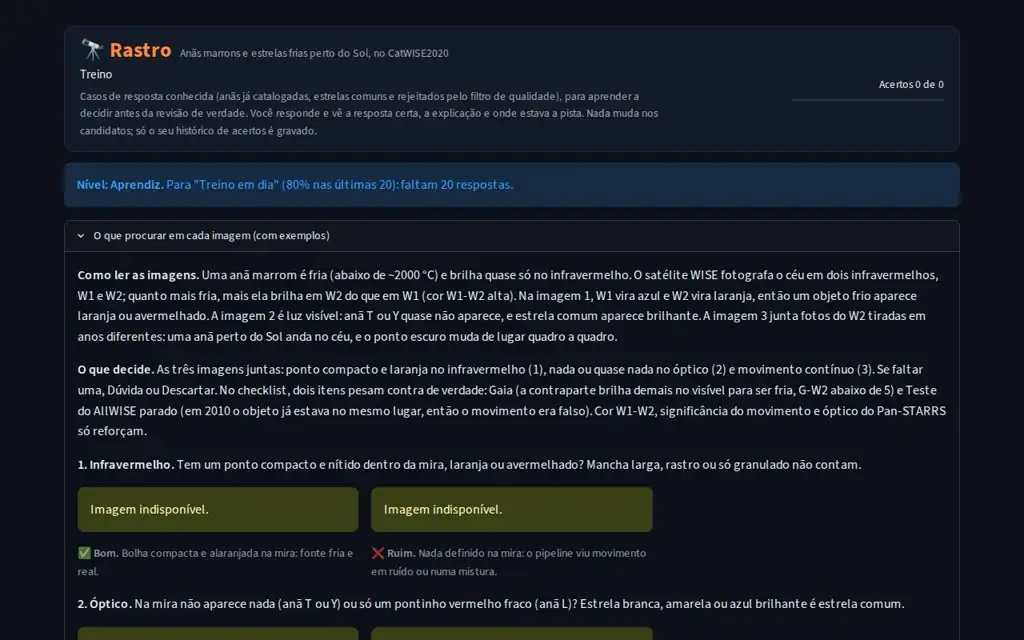 Rastro Anãs marrons e estrelas frias perto do Sol, no CatWISE2020
Treino
Acertos 0 de 0
Casos de resposta conhecida (anãs já catalogadas, estrelas comuns e rejeitados pelo filtro de qualidade), para aprender a
decidir antes da revisão de verdade. Você responde e vê a resposta certa, a explicação e onde estava a pista. Nada muda nos
candidatos; só o seu histórico de acertos é gravado.
Nível: Aprendiz. Para "Treino em dia" (80% nas últimas 20): faltam 20 respostas.
O que procurar em cada imagem (com exemplos)
Como ler as imagens. Uma anã marrom é fria (abaixo de ~2000 °C) e brilha quase só no infravermelho. O satélite WISE fotografa o céu em dois infravermelhos,
W1 e W2; quanto mais fria, mais ela brilha em W2 do que em W1 (cor W1-W2 alta). Na imagem 1, W1 vira azul e W2 vira laranja, então um objeto frio aparece
laranja ou avermelhado. A imagem 2 é luz visível: anã T ou Y quase não aparece, e estrela comum aparece brilhante. A imagem 3 junta fotos do W2 tiradas em
anos diferentes: uma anã perto do Sol anda no céu, e o ponto escuro muda de lugar quadro a quadro.
O que decide. As três imagens juntas: ponto compacto e laranja no infravermelho (1), nada ou quase nada no óptico (2) e movimento contínuo (3). Se faltar
uma, Dúvida ou Descartar. No checklist, dois itens pesam contra de verdade: Gaia (a contraparte brilha demais no visível para ser fria, G-W2 abaixo de 5) e Teste
do AllWISE parado (em 2010 o objeto já estava no mesmo lugar, então o movimento era falso). Cor W1-W2, significância do movimento e óptico do Pan-STARRS
só reforçam.
1. Infravermelho. Tem um ponto compacto e nítido dentro da mira, laranja ou avermelhado? Mancha larga, rastro ou só granulado não contam.
Imagem indisponível.
Imagem indisponível.
✅ Bom. Bolha compacta e alaranjada na mira: fonte fria e
real.
❌ Ruim. Nada definido na mira: o pipeline viu movimento
em ruído ou numa mistura.
2. Óptico. Na mira não aparece nada (anã T ou Y) ou só um pontinho vermelho fraco (anã L)? Estrela branca, amarela ou azul brilhante é estrela comum.